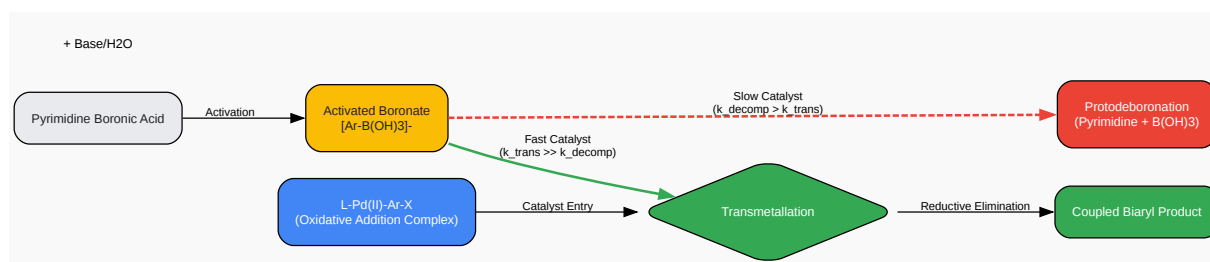 + Base/H2O
Pyrimidine Boronic Acid
Activation
Activated Boronate
[Ar-B(OH)3]-
Slow Catalyst
(k_decomp > k_trans)
Protodeboronation
(Pyrimidine + B(OH)3)
Fast Catalyst
(k_trans >> k_decomp)
L-Pd(II)-Ar-X
(Oxidative Addition Complex)
Catalyst Entry
Transmetallation
Reductive Elimination
Coupled Biaryl Product